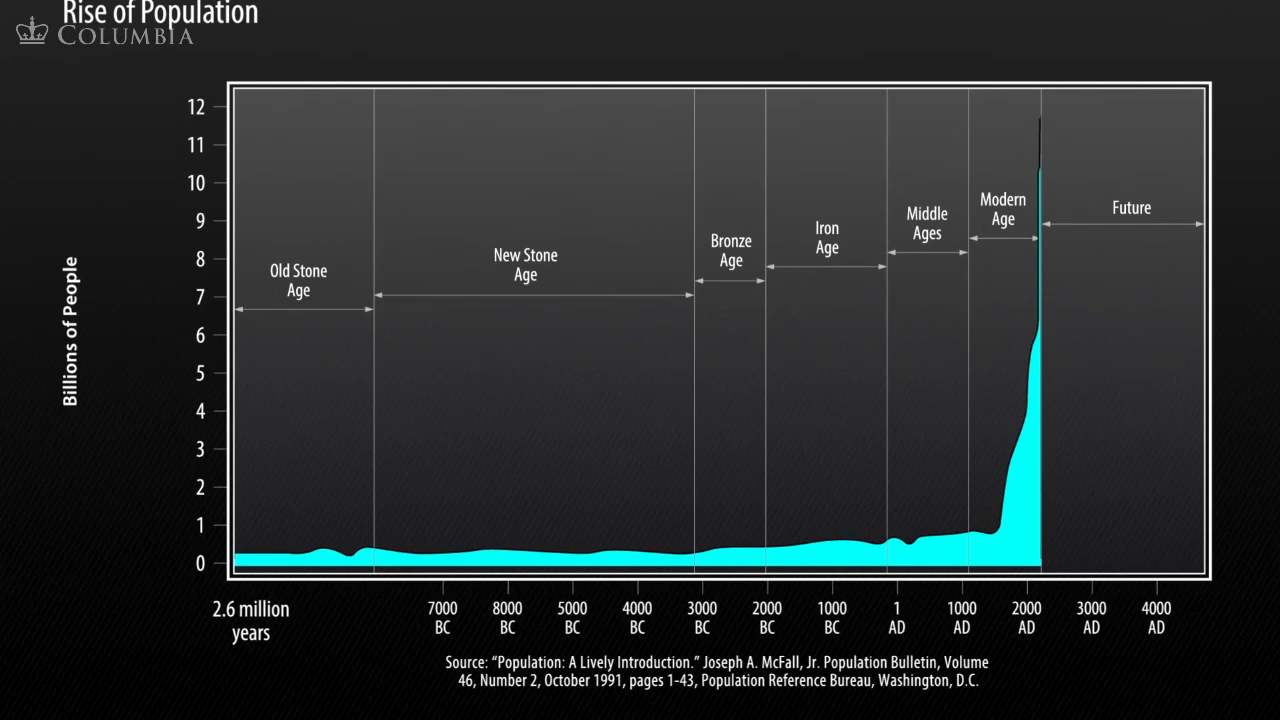 Rise of Population
COLUMBIA
12
11
10
9
8
7
6
5
4
3
2
1
0
Billions of People
Old Stone
Age
New Stone
Age
Bronze
Age
Iron
Age
Middle
Ages
Modern
Age
Future
2.6 million
years
7000
BC
8000
BC
5000
BC
4000
BC
3000
BC
2000
BC
1000
BC
1
AD
1000
AD
2000
AD
3000
AD
4000
AD
Source: “Population: A Lively Introduction.” Joseph A. McFall, Jr. Population Bulletin, Volume
46, Number 2, October 1991, pages 1-43, Population Reference Bureau, Washington, D.C.